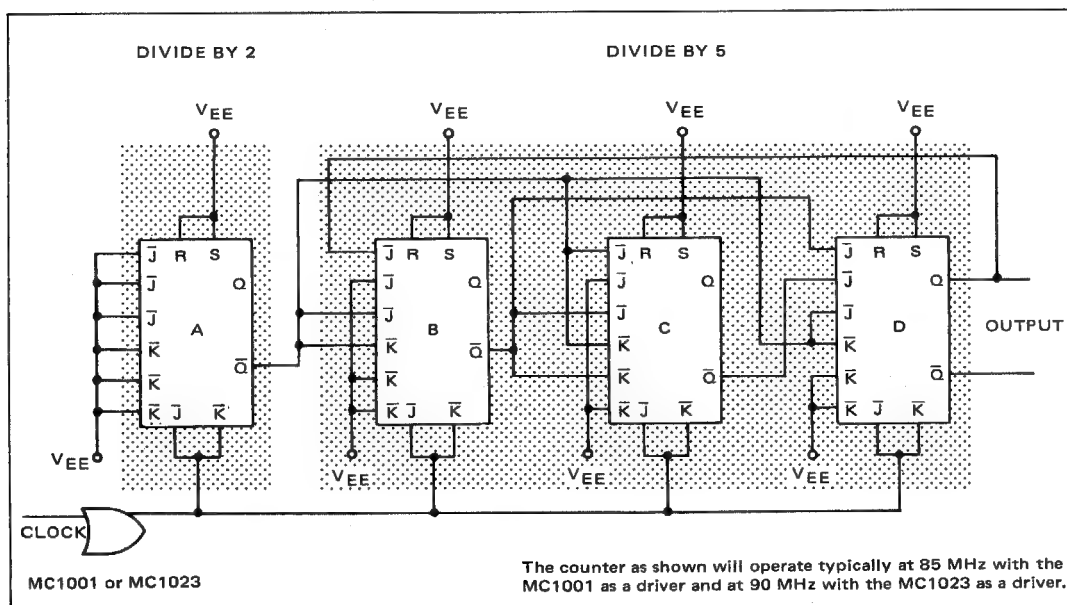 DIVIDE BY 2
DIVIDE BY 5
VEE
VEE
VEE
VEE
J̅ R S
J̅ Q
J̅
A
K̅
K̅ Q̅
K̅ J̅ K̅
VEE
J̅ R S
J̅ Q
J̅
B
K̅ Q̅
K̅
K̅ J̅ K̅
VEE
J̅ R S
J̅ Q
J̅
C
K̅
K̅ Q̅
K̅ J̅ K̅
VEE
J̅ R S
J̅ Q
J̅
D
K̅
K̅ Q̅
K̅ J̅ K̅
VEE
OUTPUT
CLOCK
MC1001 or MC1023
The counter as shown will operate typically at 85 MHz with the
MC1001 as a driver and at 90 MHz with the MC1023 as a driver.